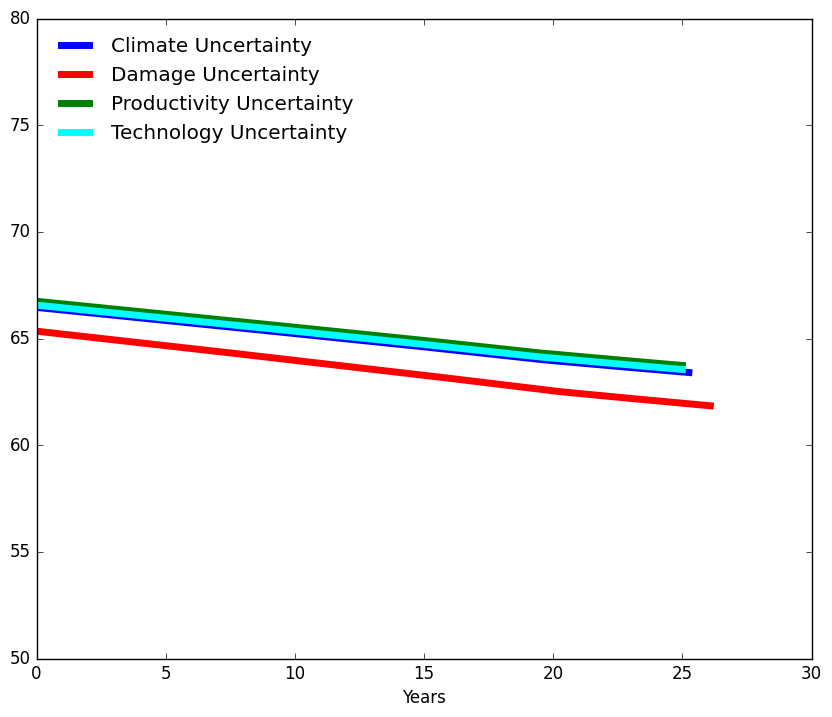 80
75
70
65
60
55
50
Climate Uncertainty
Damage Uncertainty
Productivity Uncertainty
Technology Uncertainty
0 5 10 15 20 25 30
Years